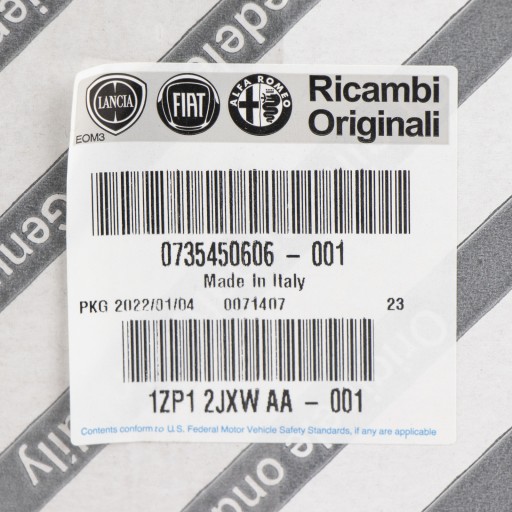 LANCIA FIAT ALFA ROMEO
Ricambi
Originali
EOM3
0735450606 - 001
Made In Italy
PKG 2022/01/04 0071407 23
1ZP1 2JXW AA - 001
Contents conform to U.S. Federal Motor Vehicle Safety Standards, if any are applicable